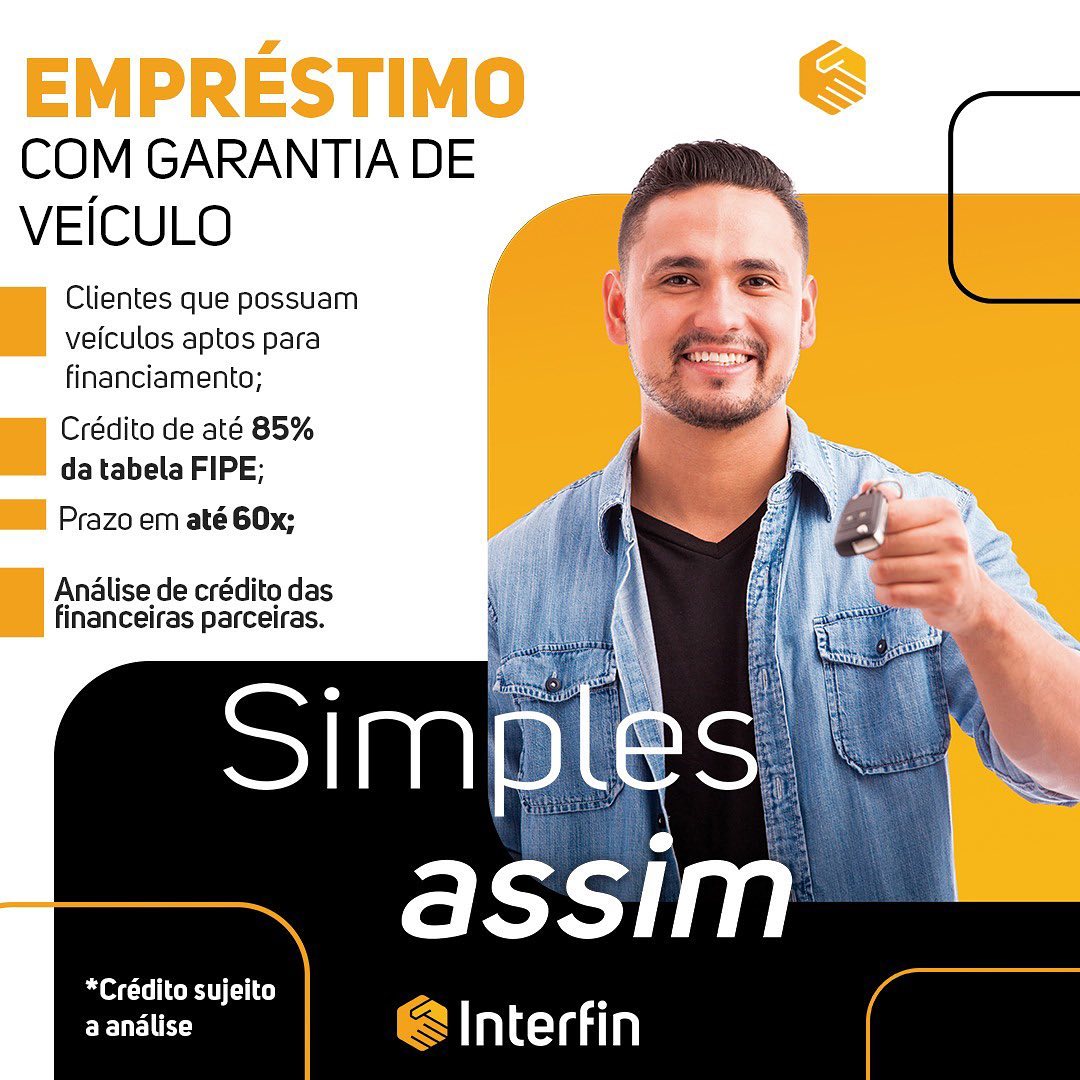 EMPRÉSTIMO
COM GARANTIA DE
VEÍCULO
Clientes que possuam
veículos aptos para
financiamento;
Crédito de até 85%
da tabela FIPE;
Prazo em até 60x;
Análise de crédito das
financeiras parceiras.
Simples
assim
*Crédito sujeito
a análise
Interfin